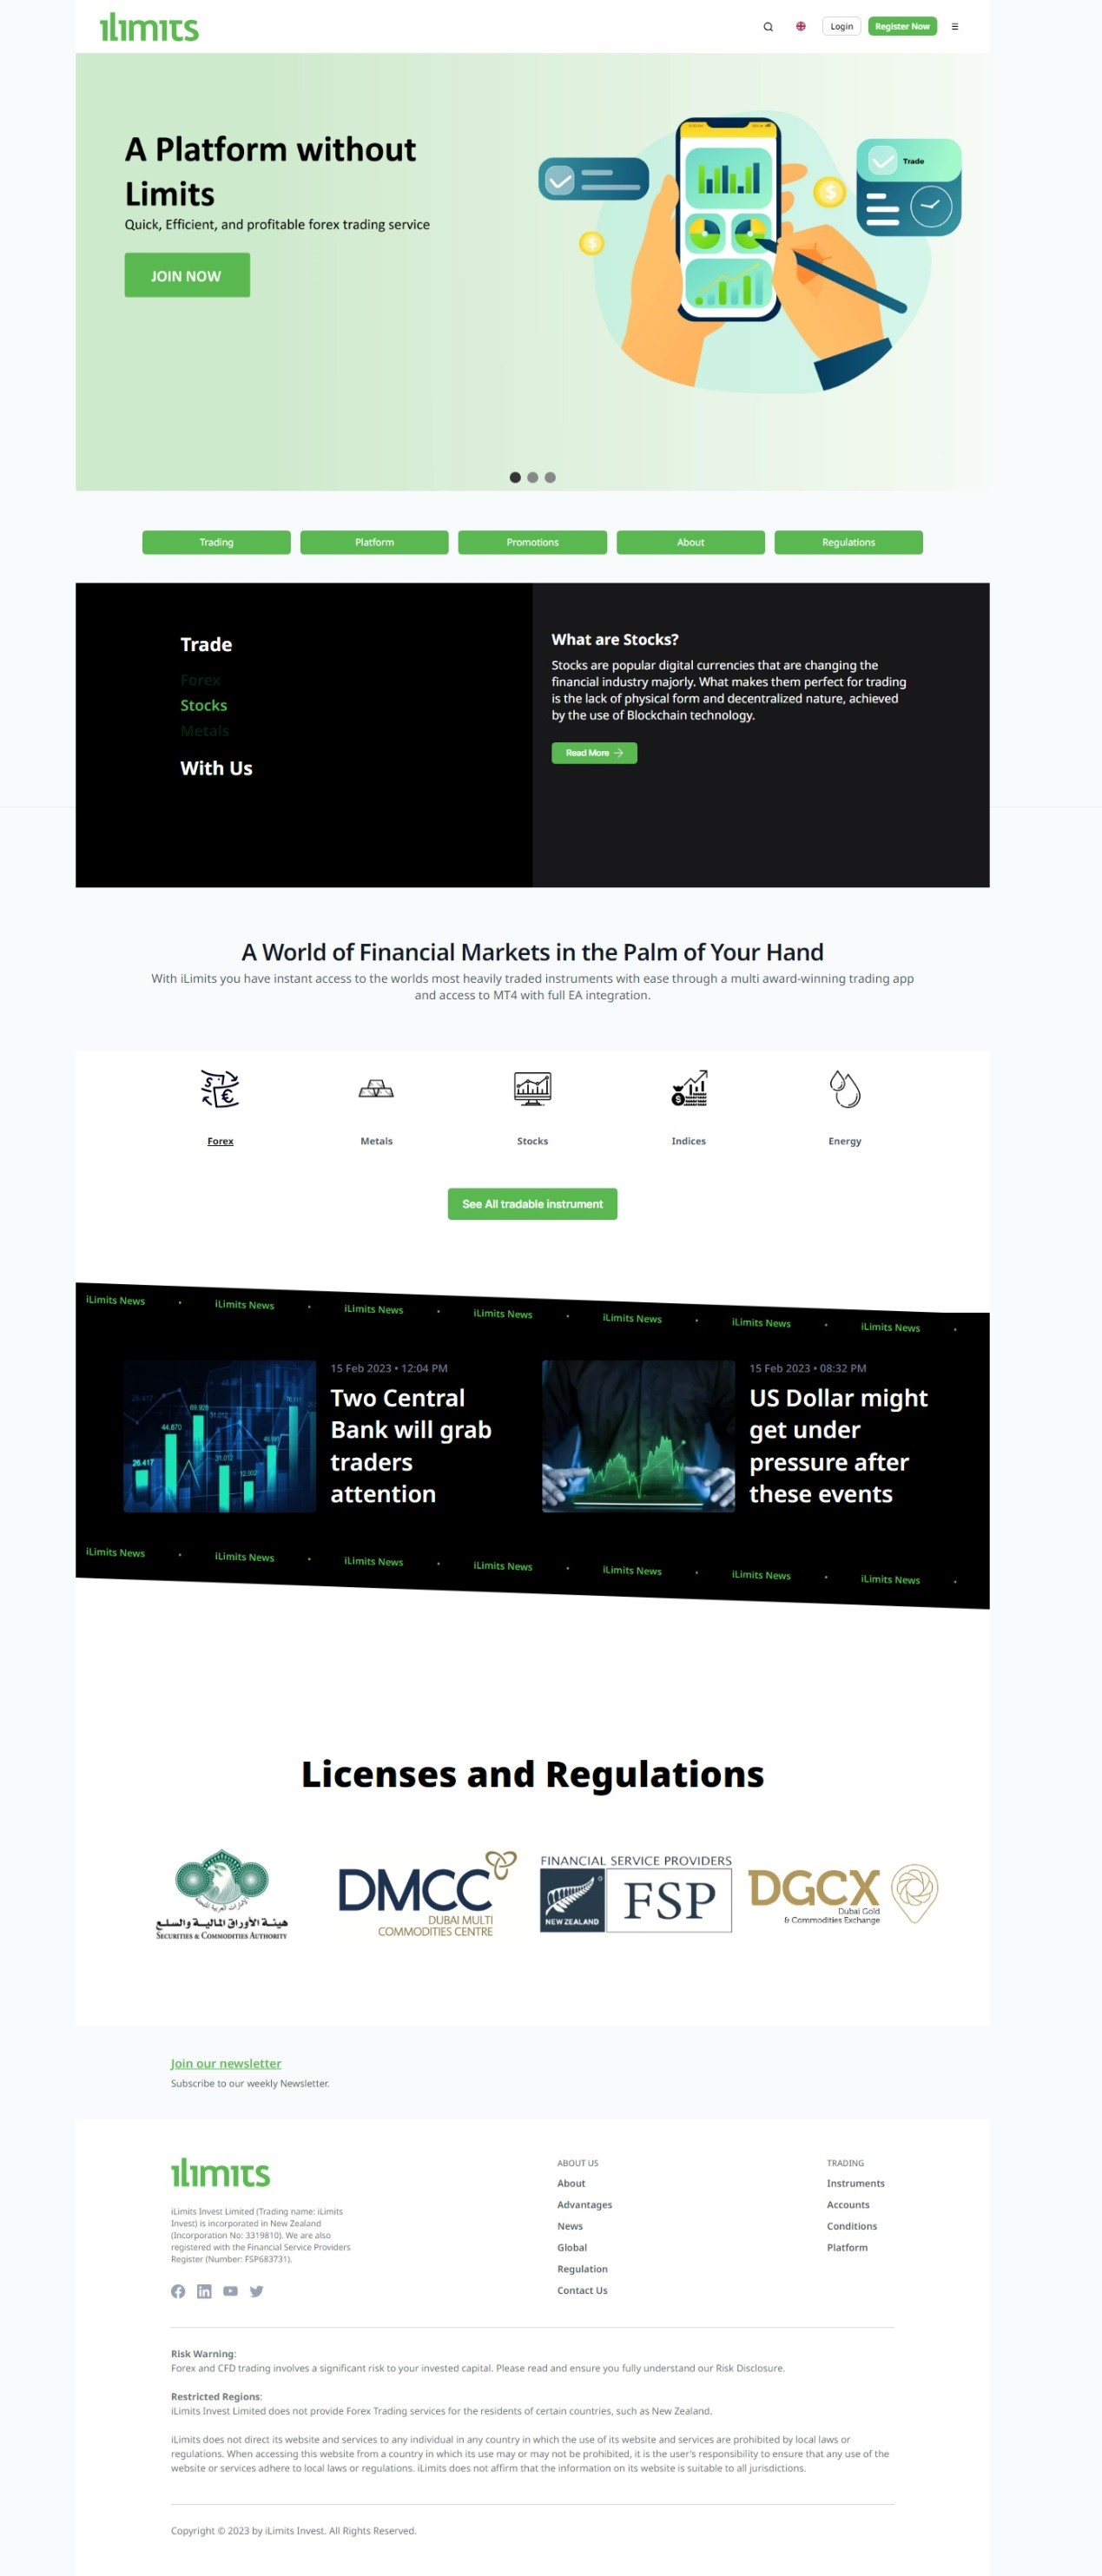 ilimits
Login
Register Now
A Platform without
Limits
Quick, Efficient, and profitable forex trading service
JOIN NOW
Trade
Trading
Platform
Promotions
About
Regulations
Trade
Forex
Stocks
Metals
With Us
What are Stocks?
Stocks are popular digital currencies that are changing the
financial industry majorly. What makes them perfect for trading
is the lack of physical form and decentralized nature, achieved
by the use of Blockchain technology.
Read More
A World of Financial Markets in the Palm of Your Hand
With iLimits you have instant access to the worlds most heavily traded instruments with ease through a multi award-winning trading app
and access to MT4 with full EA integration.
Forex
Metals
Stocks
Indices
Energy
See All tradable instrument
iLimits News • iLimits News • iLimits News • iLimits News • iLimits News • iLimits News • iLimits News •
26.417
44.870
69.926
31.012
31.012
12.002
70.711
15 Feb 2023 • 12:04 PM
Two Central
Bank will grab
traders
attention
15 Feb 2023 • 08:32 PM
US Dollar might
get under
pressure after
these events
iLimits News • iLimits News • iLimits News • iLimits News • iLimits News • iLimits News • iLimits News •
Licenses and Regulations
هيئة الأوراق المالية والسلع
SECURITIES & COMMODITIES AUTHORITY
DMCC
DUBAI MULTI
COMMODITIES CENTRE
FINANCIAL SERVICE PROVIDERS
NEW ZEALAND
FSP
DGCX
Dubai Gold
& Commodities Exchange
Join our newsletter
Subscribe to our weekly Newsletter.
ilimits
iLimits Invest Limited (Trading name: iLimits
Invest) is incorporated in New Zealand
(Incorporation No: 3319810). We are also
registered with the Financial Service Providers
Register (Number: FSP683731).
ABOUT US
About
Advantages
News
Global
Regulation
Contact Us
TRADING
Instruments
Accounts
Conditions
Platform
Risk Warning:
Forex and CFD trading involves a significant risk to your invested capital. Please read and ensure you fully understand our Risk Disclosure.
Restricted Regions:
iLimits Invest Limited does not provide Forex Trading services for the residents of certain countries, such as New Zealand.
iLimits does not direct its website and services to any individual in any country in which the use of its website and services are prohibited by local laws or
regulations. When accessing this website from a country in which its use may or may not be prohibited, it is the user's responsibility to ensure that any use of the
website or services adhere to local laws or regulations. iLimits does not affirm that the information on its website is suitable to all jurisdictions.
Copyright © 2023 by iLimits Invest. All Rights Reserved.